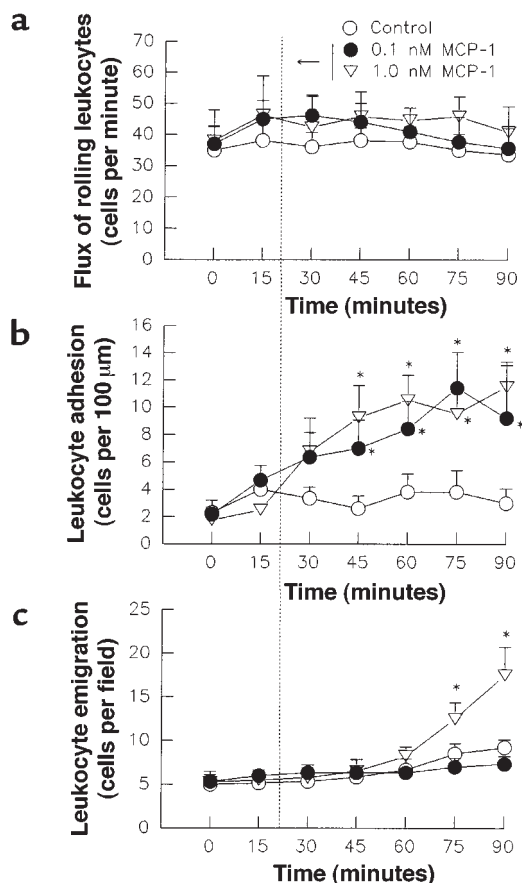 a
Control
0.1 nM MCP-1
1.0 nM MCP-1
Flux of rolling leukocytes
(cells per minute)
70
60
50
40
30
20
10
0
0 15 30 45 60 75 90
Time (minutes)
b
Leukocyte adhesion
(cells per 100 μm)
16
14
12
10
8
6
4
2
0
* * * *
* * * *
0 15 30 45 60 75 90
Time (minutes)
c
Leukocyte emigration
(cells per field)
25
20
15
10
5
0
* *
0 15 30 45 60 75 90
Time (minutes)